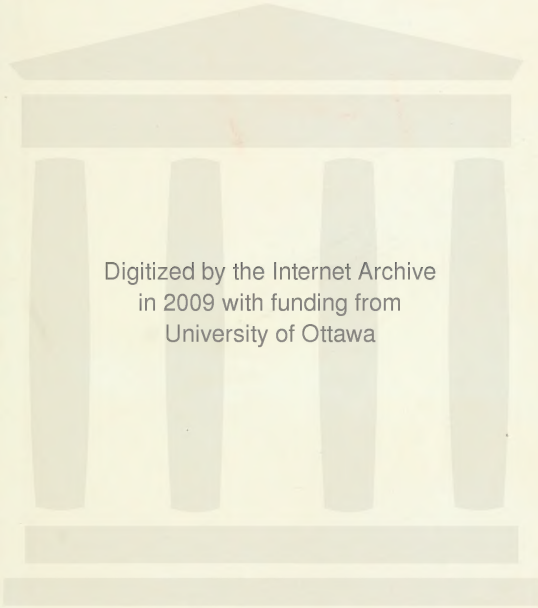 Digitized by the Internet Archive
in 2009 with funding from
University of Ottawa